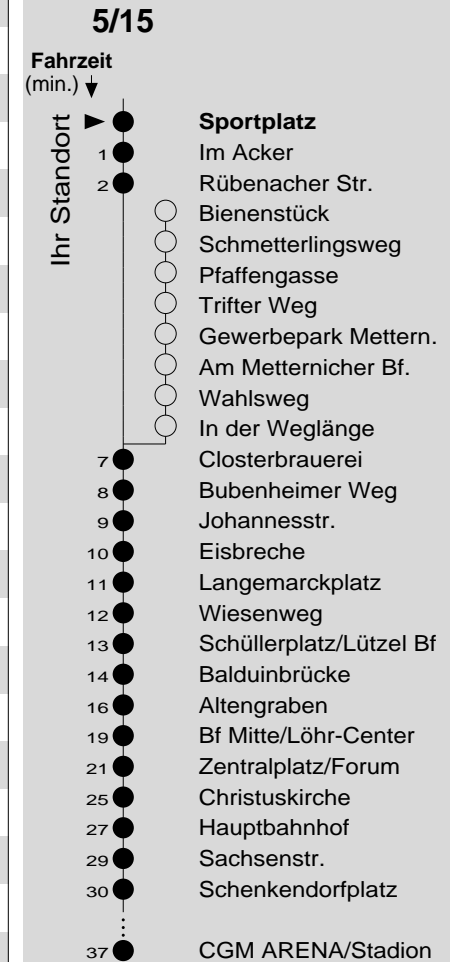 5/15
Fahrzeit
(min.)
Ihr Standort
Sportplatz
1 Im Acker
2 Rübenacher Str.
Bienenstück
Schmetterlingsweg
Pfaffengasse
Trifter Weg
Gewerbepark Mettern.
Am Metternicher Bf.
Wahlsweg
In der Weglänge
7 Closterbrauerei
8 Bubenheimer Weg
9 Johannesstr.
10 Eisbreche
11 Langemarckplatz
12 Wiesenweg
13 Schüllerplatz/Lützel Bf
14 Balduinbrücke
16 Altengraben
19 Bf Mitte/Löhr-Center
21 Zentralplatz/Forum
25 Christuskirche
27 Hauptbahnhof
29 Sachsenstr.
30 Schenkendorfplatz
37 CGM ARENA/Stadion